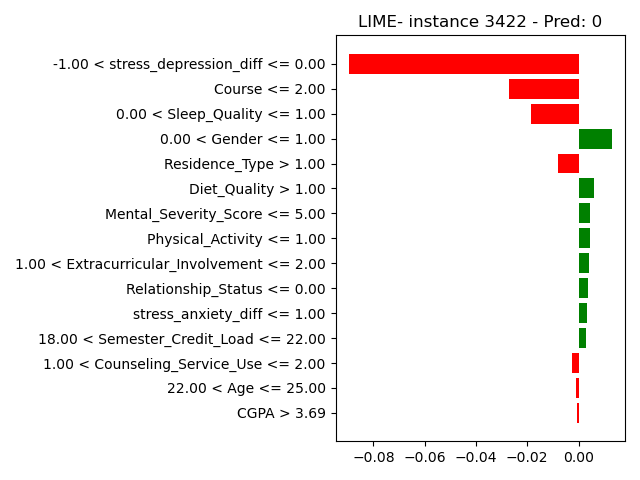 LIME- instance 3422 - Pred: 0
-1.00 < stress_depression_diff <= 0.00
Course <= 2.00
0.00 < Sleep_Quality <= 1.00
0.00 < Gender <= 1.00
Residence_Type > 1.00
Diet_Quality > 1.00
Mental_Severity_Score <= 5.00
Physical_Activity <= 1.00
1.00 < Extracurricular_Involvement <= 2.00
Relationship_Status <= 0.00
stress_anxiety_diff <= 1.00
18.00 < Semester_Credit_Load <= 22.00
1.00 < Counseling_Service_Use <= 2.00
22.00 < Age <= 25.00
CGPA > 3.69
−0.08 −0.06 −0.04 −0.02 0.00